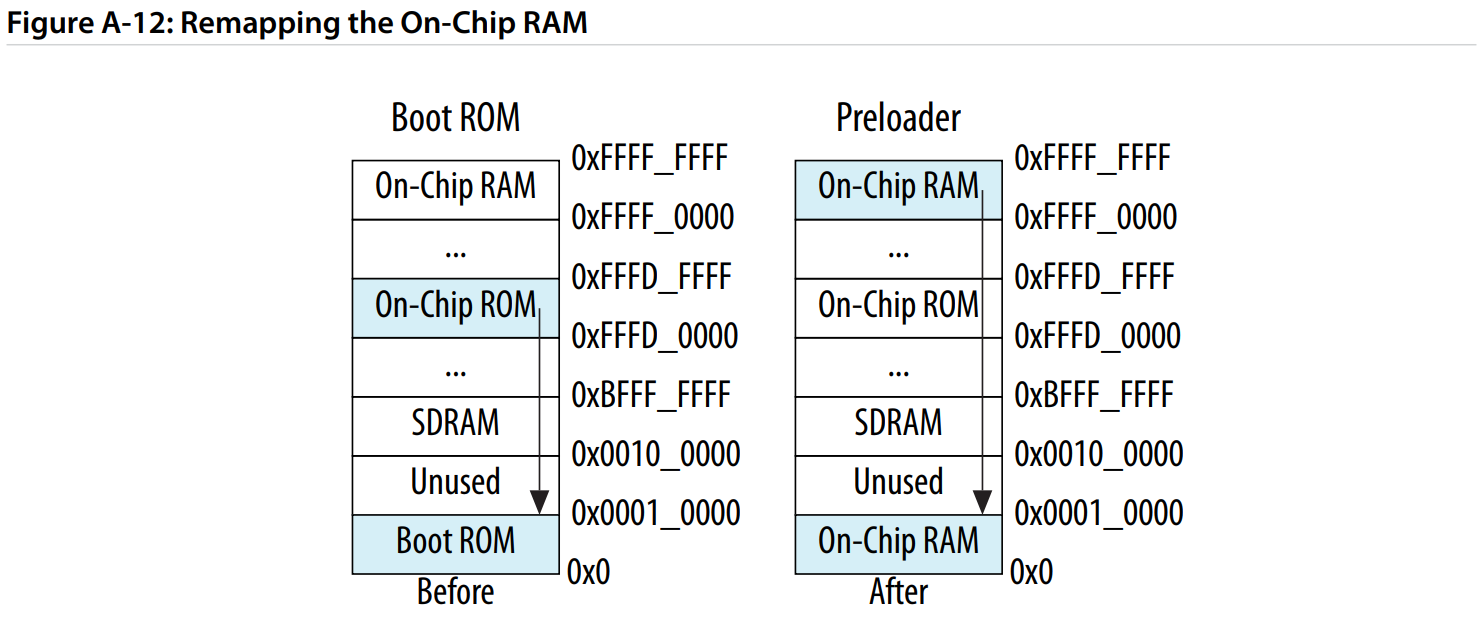 Figure A-12: Remapping the On-Chip RAM
Boot ROM
0xFFFF_FFFF
On-Chip RAM
0xFFFF_0000
...
0xFFFD_FFFF
On-Chip ROM
0xFFFD_0000
...
0xBFFF_FFFF
SDRAM
0x0010_0000
Unused
0x0001_0000
Boot ROM
0x0
Before
Preloader
0xFFFF_FFFF
On-Chip RAM
0xFFFF_0000
...
0xFFFD_FFFF
On-Chip ROM
0xFFFD_0000
...
0xBFFF_FFFF
SDRAM
0x0010_0000
Unused
0x0001_0000
On-Chip RAM
0x0
After